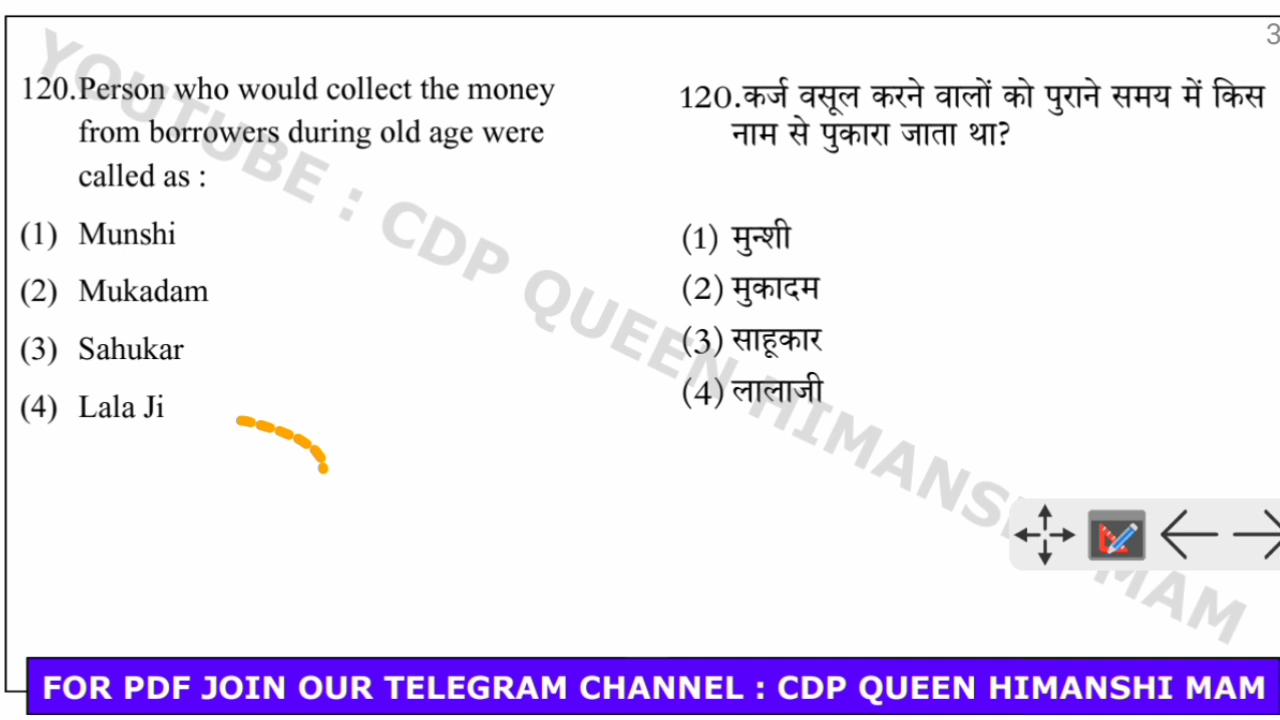 3
120.Person who would collect the money
from borrowers during old age were
called as :
(1) Munshi
(2) Mukadam
(3) Sahukar
(4) Lala Ji
120.कर्ज वसूल करने वालों को पुराने समय में किस
नाम से पुकारा जाता था?
(1) मुन्शी
(2) मुकादम
(3) साहूकार
(4) लालाजी
YOUTUBE : CDP QUEEN HIMANSHI MAM
FOR PDF JOIN OUR TELEGRAM CHANNEL : CDP QUEEN HIMANSHI MAM